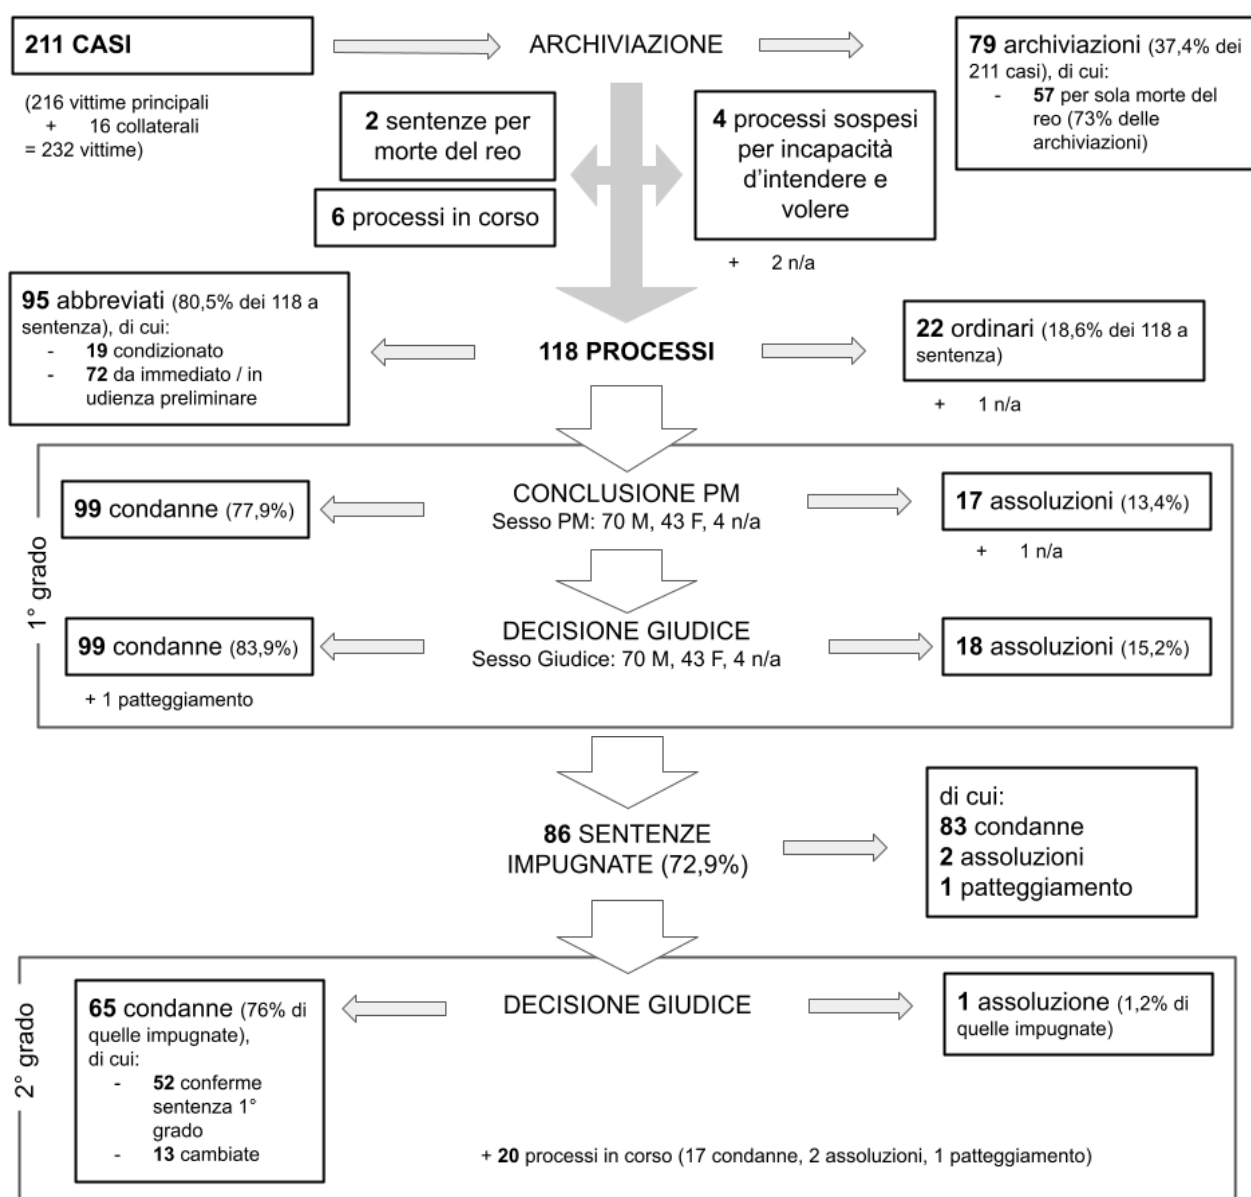 211 CASI
(216 vittime principali
+ 16 collaterali
= 232 vittime)
ARCHIVIAZIONE
79 archiviazioni (37,4% dei
211 casi), di cui:
- 57 per sola morte del
reo (73% delle
archiviazioni)
2 sentenze per
morte del reo
6 processi in corso
4 processi sospesi
per incapacità
d'intendere e
volere
+ 2 n/a
95 abbreviati (80,5% dei 118 a
sentenza), di cui:
- 19 condizionato
- 72 da immediato / in
udienza preliminare
118 PROCESSI
22 ordinari (18,6% dei 118 a
sentenza)
+ 1 n/a
1° grado
99 condanne (77,9%)
CONCLUSIONE PM
Sesso PM: 70 M, 43 F, 4 n/a
17 assoluzioni (13,4%)
+ 1 n/a
99 condanne (83,9%)
+ 1 patteggiamento
DECISIONE GIUDICE
Sesso Giudice: 70 M, 43 F, 4 n/a
18 assoluzioni (15,2%)
86 SENTENZE
IMPUGNATE (72,9%)
di cui:
83 condanne
2 assoluzioni
1 patteggiamento
2° grado
65 condanne (76% di
quelle impugnate),
di cui:
- 52 conferme
sentenza 1°
grado
- 13 cambiate
DECISIONE GIUDICE
1 assoluzione (1,2% di
quelle impugnate)
+ 20 processi in corso (17 condanne, 2 assoluzioni, 1 patteggiamento)